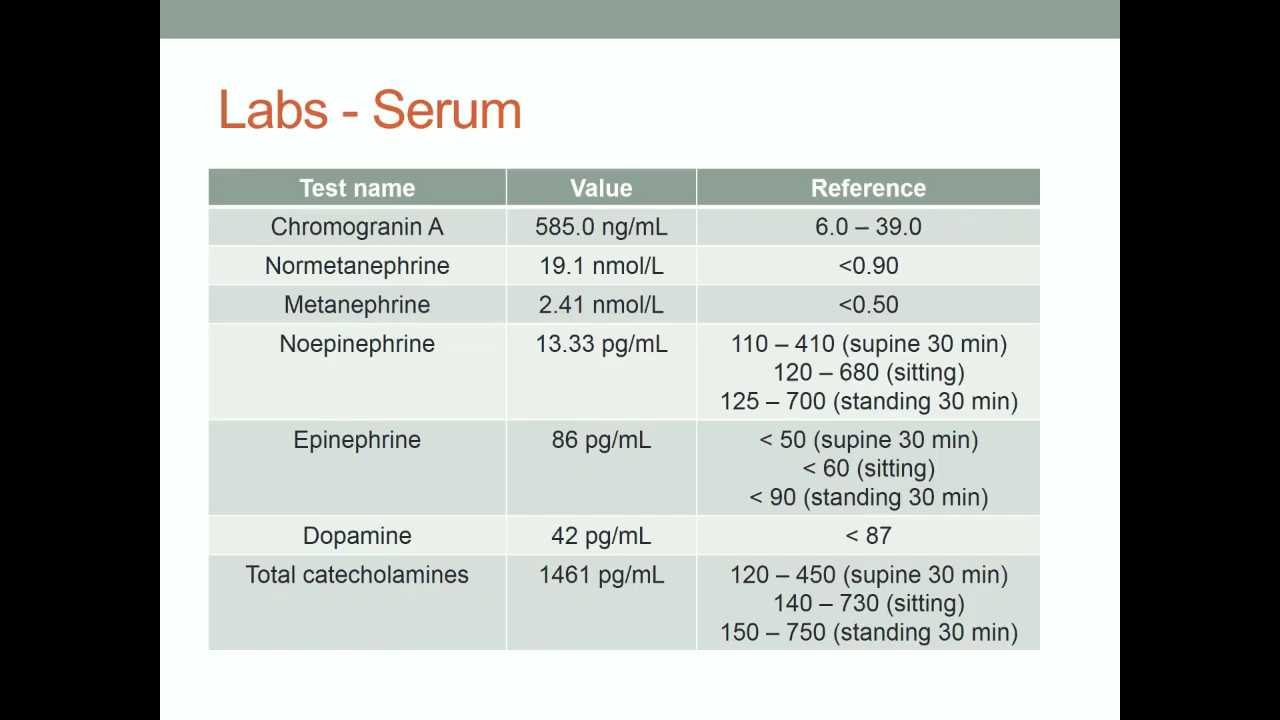 Labs - Serum
Test name Value Reference
Chromogranin A 585.0 ng/mL 6.0 – 39.0
Normetanephrine 19.1 nmol/L <0.90
Metanephrine 2.41 nmol/L <0.50
Noepinephrine 13.33 pg/mL 110 – 410 (supine 30 min)
120 – 680 (sitting)
125 – 700 (standing 30 min)
Epinephrine 86 pg/mL < 50 (supine 30 min)
< 60 (sitting)
< 90 (standing 30 min)
Dopamine 42 pg/mL < 87
Total catecholamines 1461 pg/mL 120 – 450 (supine 30 min)
140 – 730 (sitting)
150 – 750 (standing 30 min)